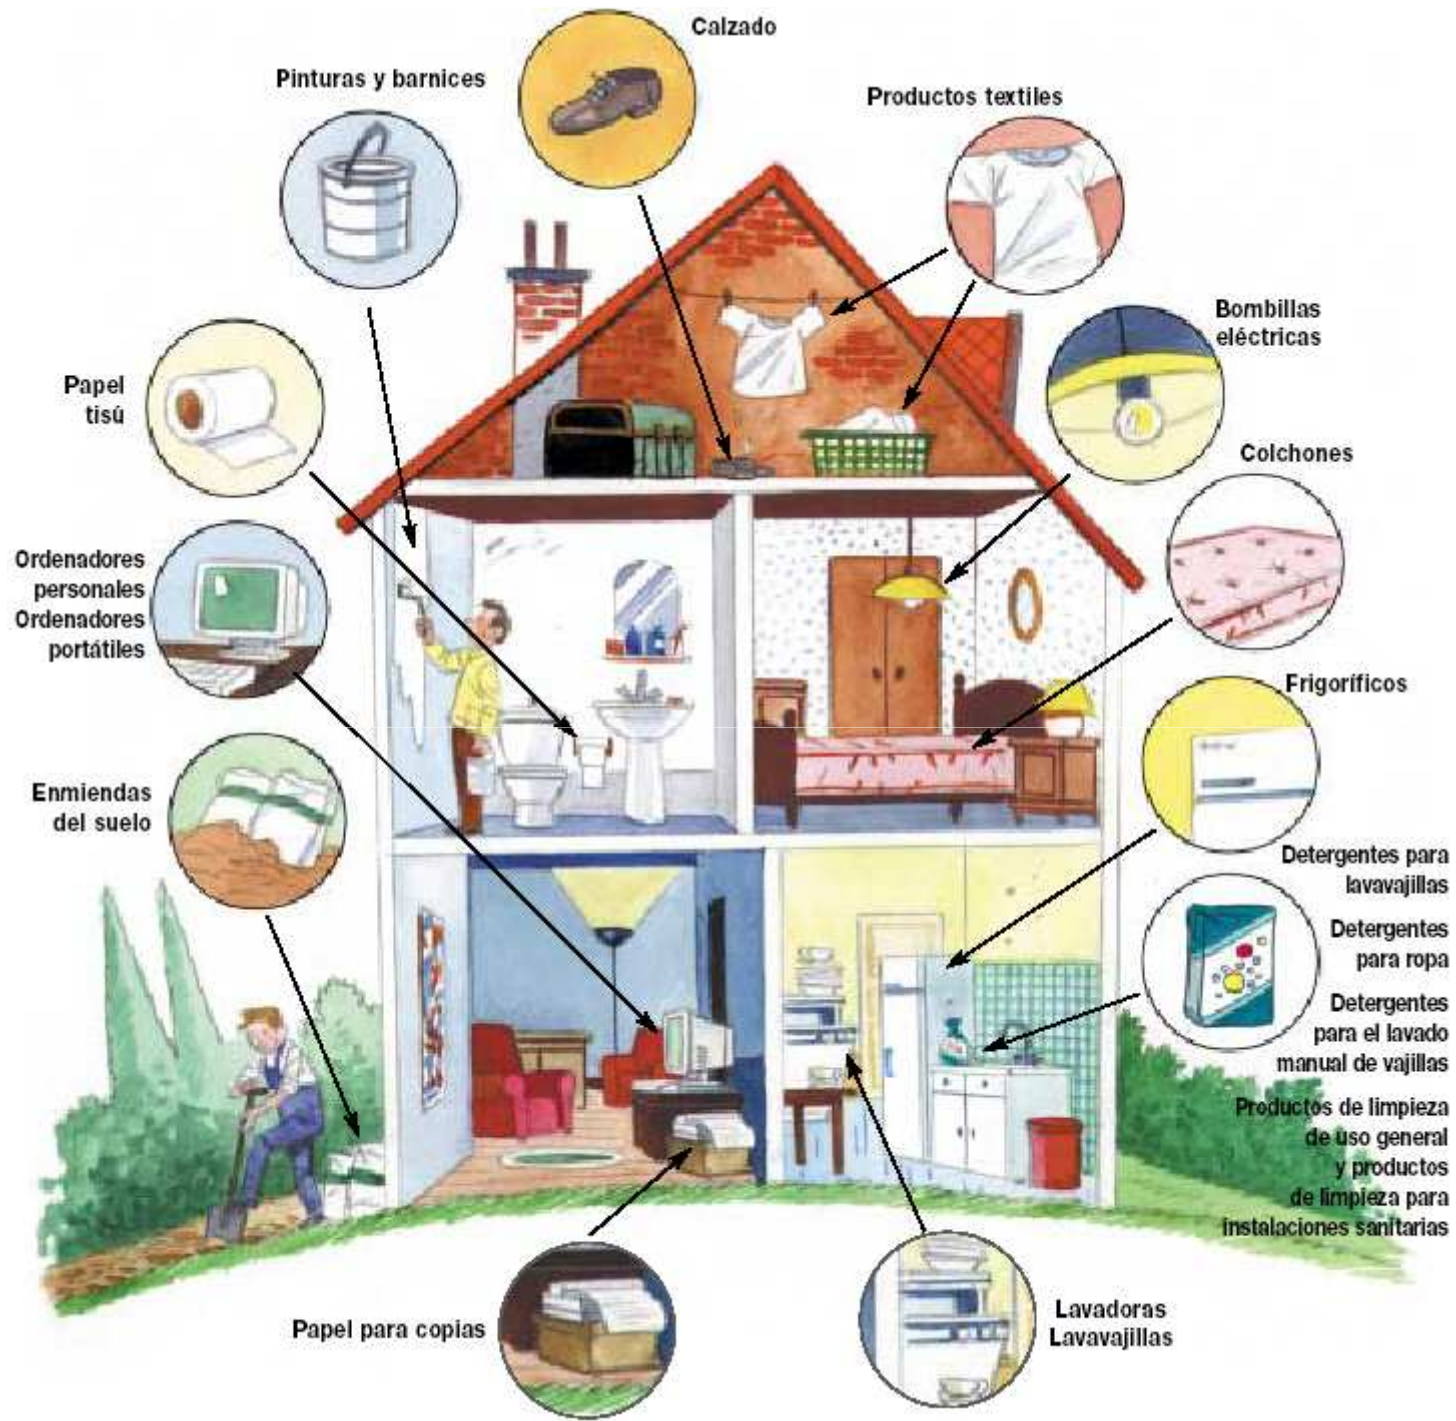 Calzado
Pinturas y barnices
Productos textiles
Bombillas
eléctricas
Papel
tisú
Colchones
Ordenadores
personales
Ordenadores
portátiles
Frigoríficos
Enmiendas
del suelo
Detergentes para
lavavajillas
Detergentes
para ropa
Detergentes
para el lavado
manual de vajillas
Productos de limpieza
de uso general
y productos
de limpieza para
instalaciones sanitarias
Papel para copias
Lavadoras
Lavavajillas